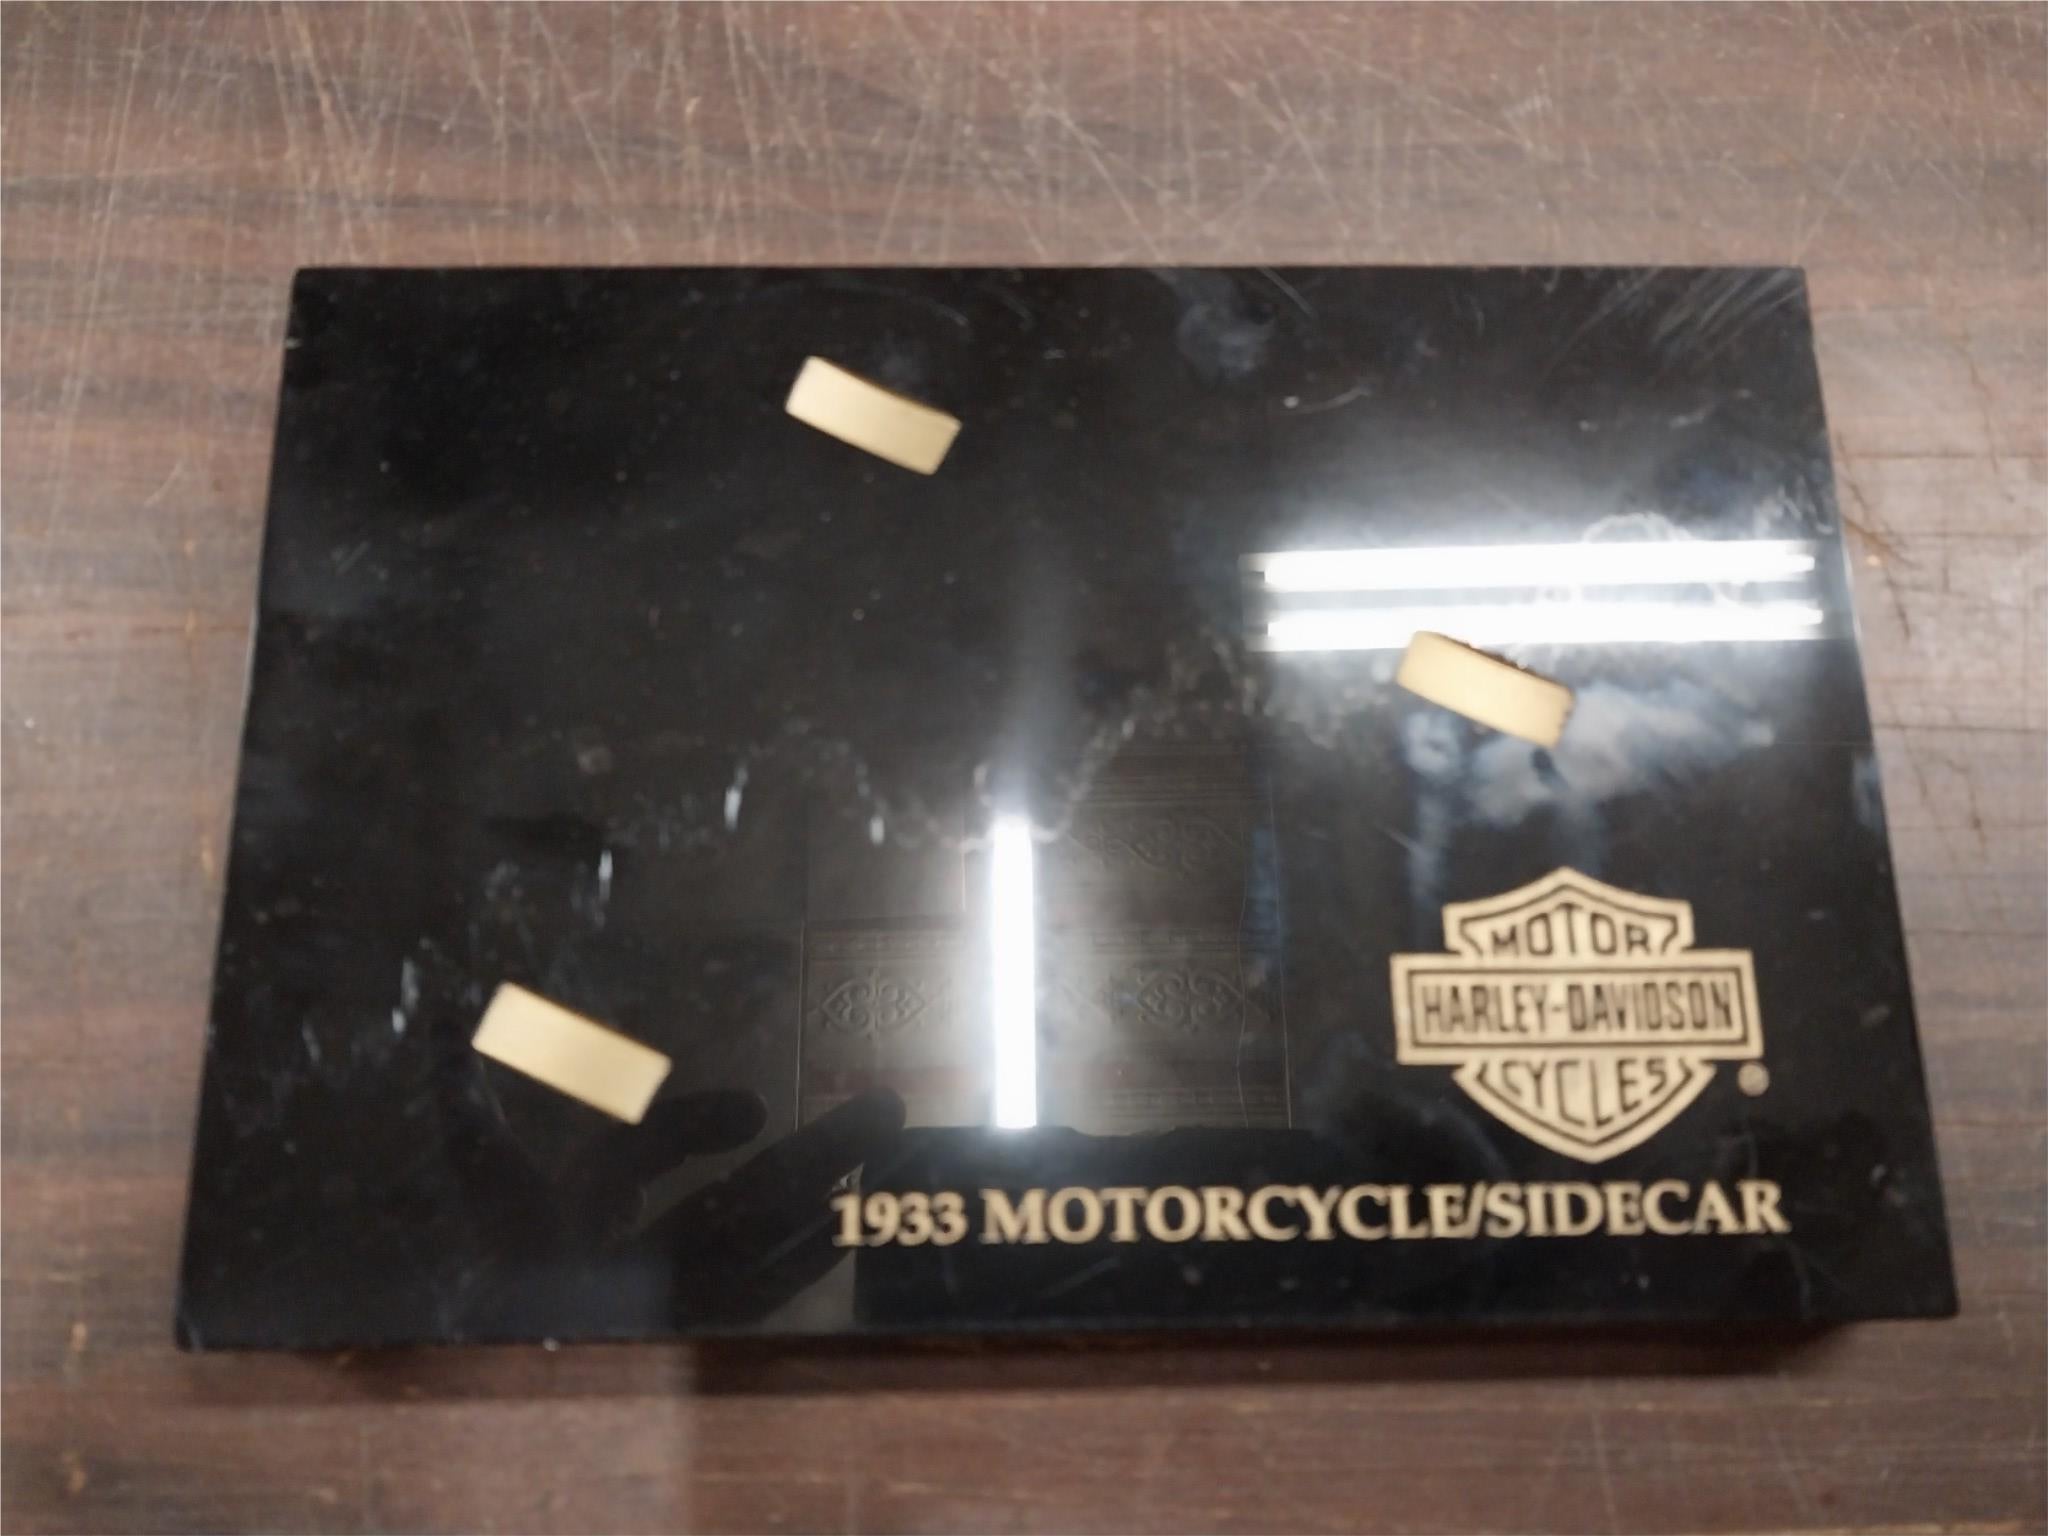 MOTOR
HARLEY-DAVIDSON
CYCLES
®
1933 MOTORCYCLE/SIDECAR